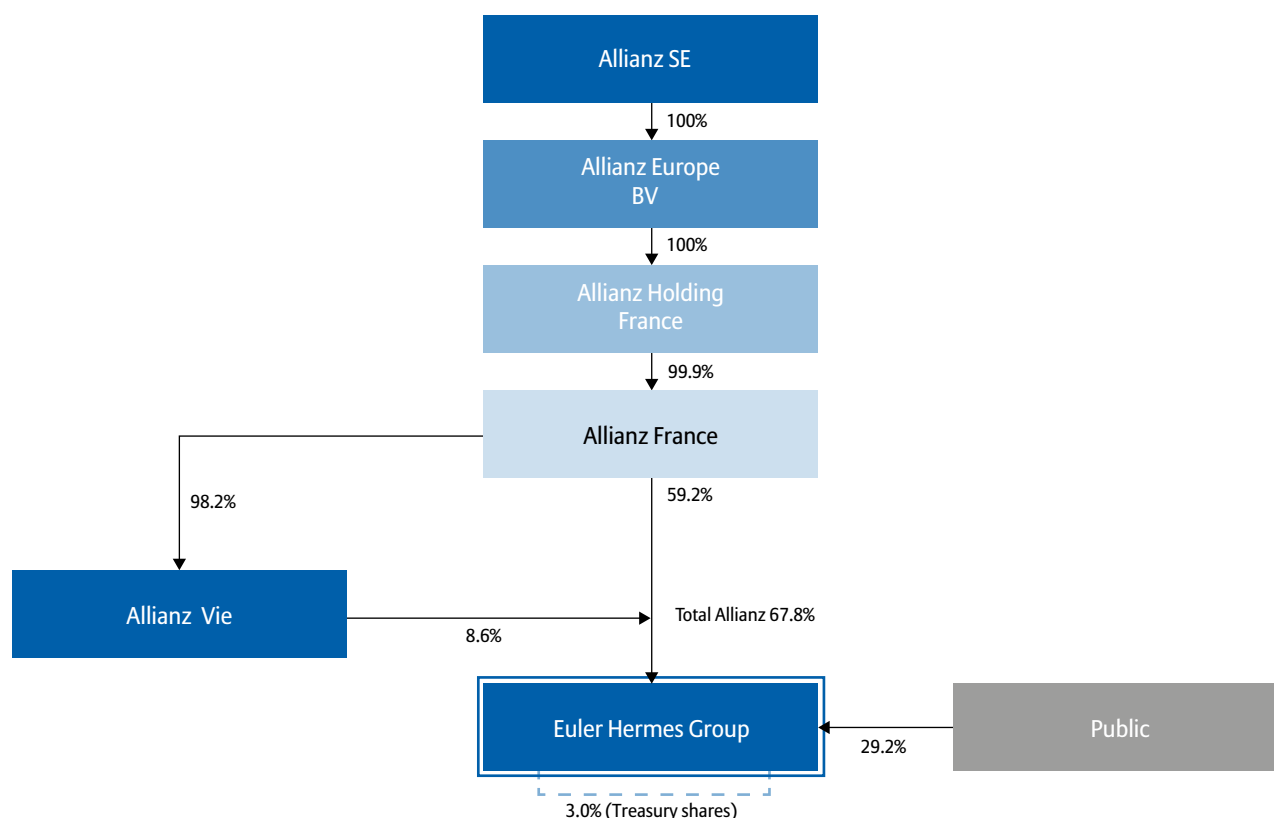 Allianz SE
100%
Allianz Europe
BV
100%
Allianz Holding
France
99.9%
Allianz France
98.2%
59.2%
Allianz Vie
8.6%
Total Allianz 67.8%
Euler Hermes Group
29.2%
Public
3.0% (Treasury shares)